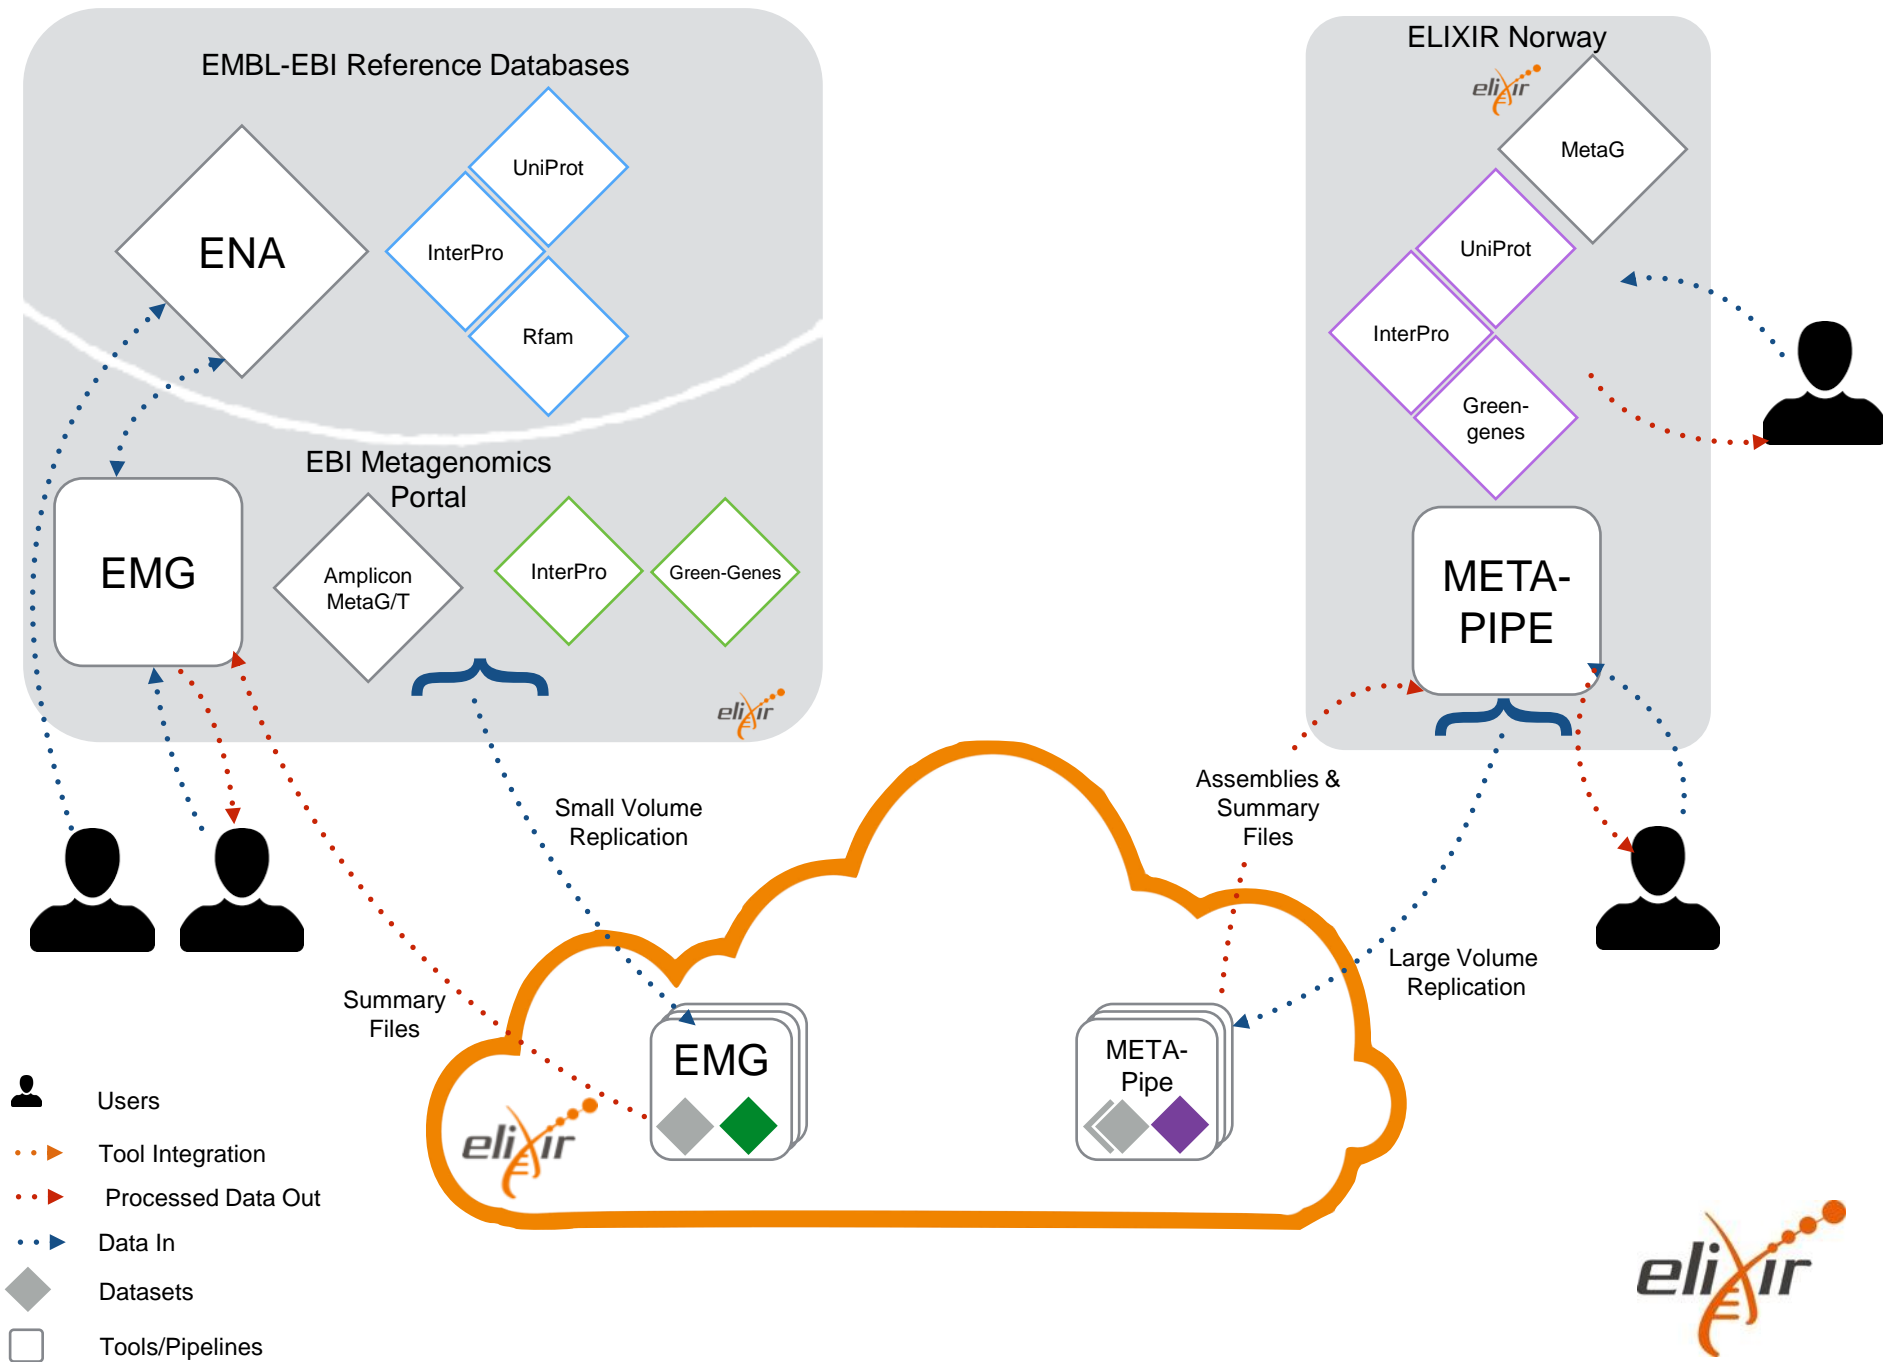 EMBL-EBI Reference Databases
ENA
UniProt
InterPro
Rfam
EBI Metagenomics
Portal
EMG
Amplicon
MetaG/T
InterPro
Green-Genes
elixir
ELIXIR Norway
elixir
MetaG
UniProt
InterPro
Green-
genes
META-
PIPE
Small Volume
Replication
Assemblies &
Summary
Files
Large Volume
Replication
Summary
Files
EMG
META-
Pipe
elixir
Users
Tool Integration
Processed Data Out
Data In
Datasets
Tools/Pipelines
elixir